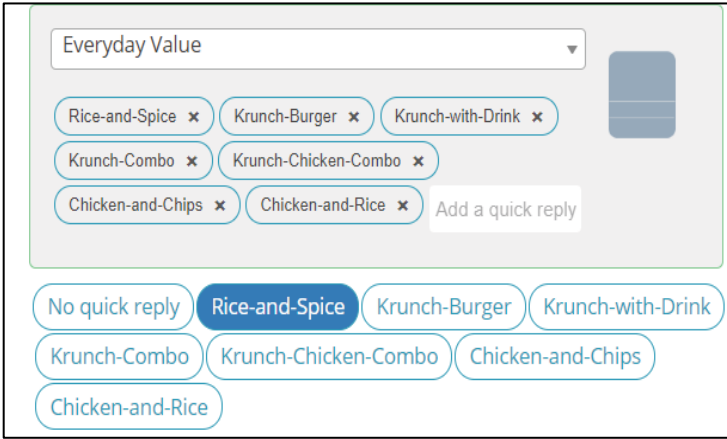 Everyday Value
Rice-and-Spice × Krunch-Burger × Krunch-with-Drink ×
Krunch-Combo × Krunch-Chicken-Combo ×
Chicken-and-Chips × Chicken-and-Rice × Add a quick reply
No quick reply Rice-and-Spice Krunch-Burger Krunch-with-Drink
Krunch-Combo Krunch-Chicken-Combo Chicken-and-Chips
Chicken-and-Rice